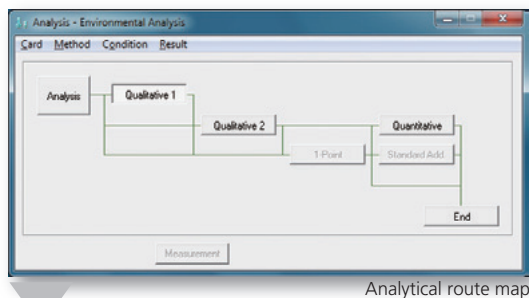 Analysis - Environmental Analysis
Card Method Condition Result
Analysis
Qualitative 1
Qualitative 2
Quantitative
1-Point
Standard Add.
End
Measurement
Analytical route map